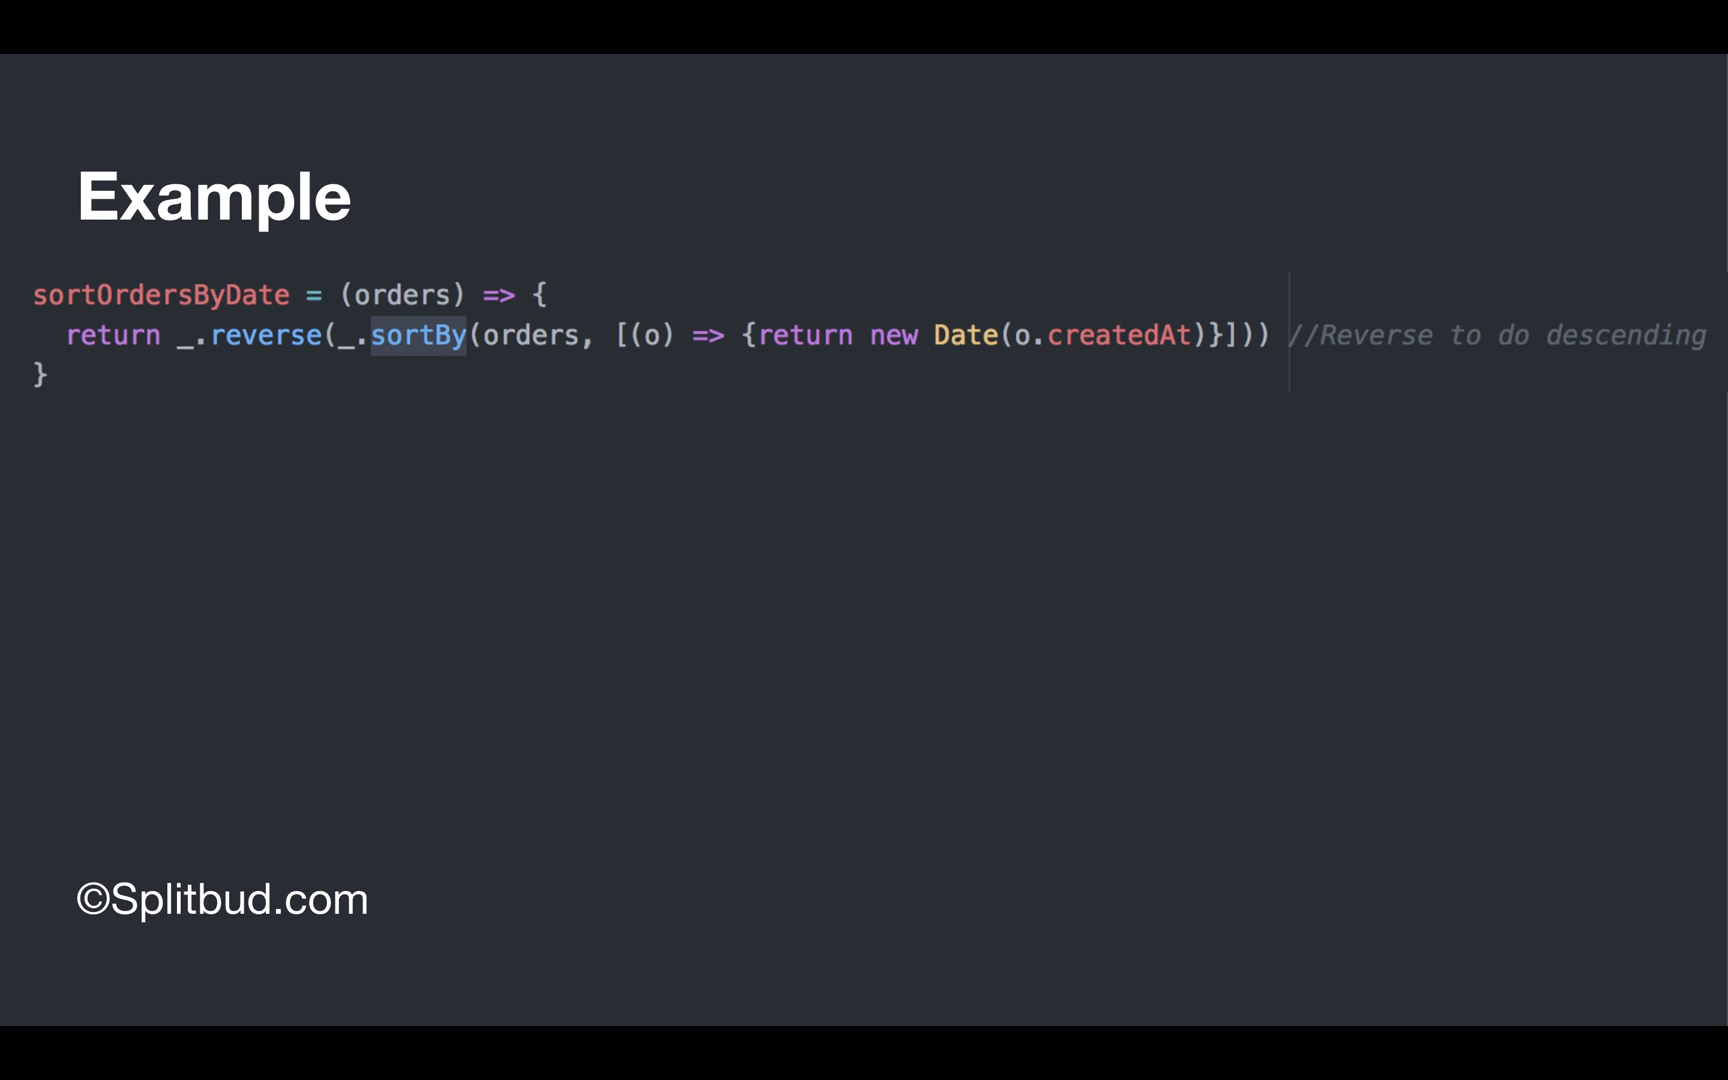 Example
sortOrdersByDate = (orders) => {
return _.reverse(_.sortBy(orders, [(o) => {return new Date(o.createdAt)}])) //Reverse to do descending
}
©Splitbud.com